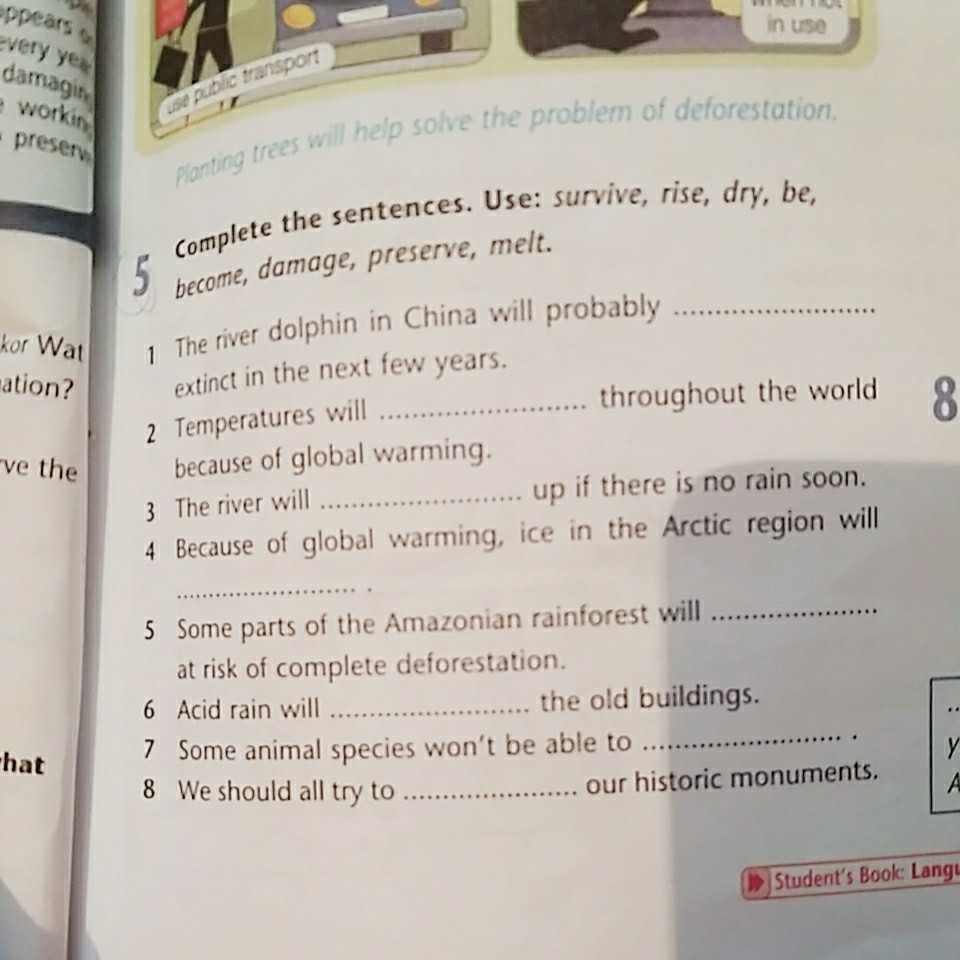 appears
every year
damaging
working
kor Wat
ation?
ve the
hat
in use
use public transport
Planting trees will help solve the problem of deforestation.
5 Complete the sentences. Use: survive, rise, dry, be,
become, damage, preserve, melt.
1 The river dolphin in China will probably ..........................
extinct in the next few years.
2 Temperatures will .......................... throughout the world
because of global warming.
3 The river will .......................... up if there is no rain soon.
4 Because of global warming, ice in the Arctic region will
.......................... .
5 Some parts of the Amazonian rainforest will .....................
at risk of complete deforestation.
6 Acid rain will .......................... the old buildings.
7 Some animal species won't be able to .......................... .
8 We should all try to ....................... our historic monuments.
8
Student's Book: